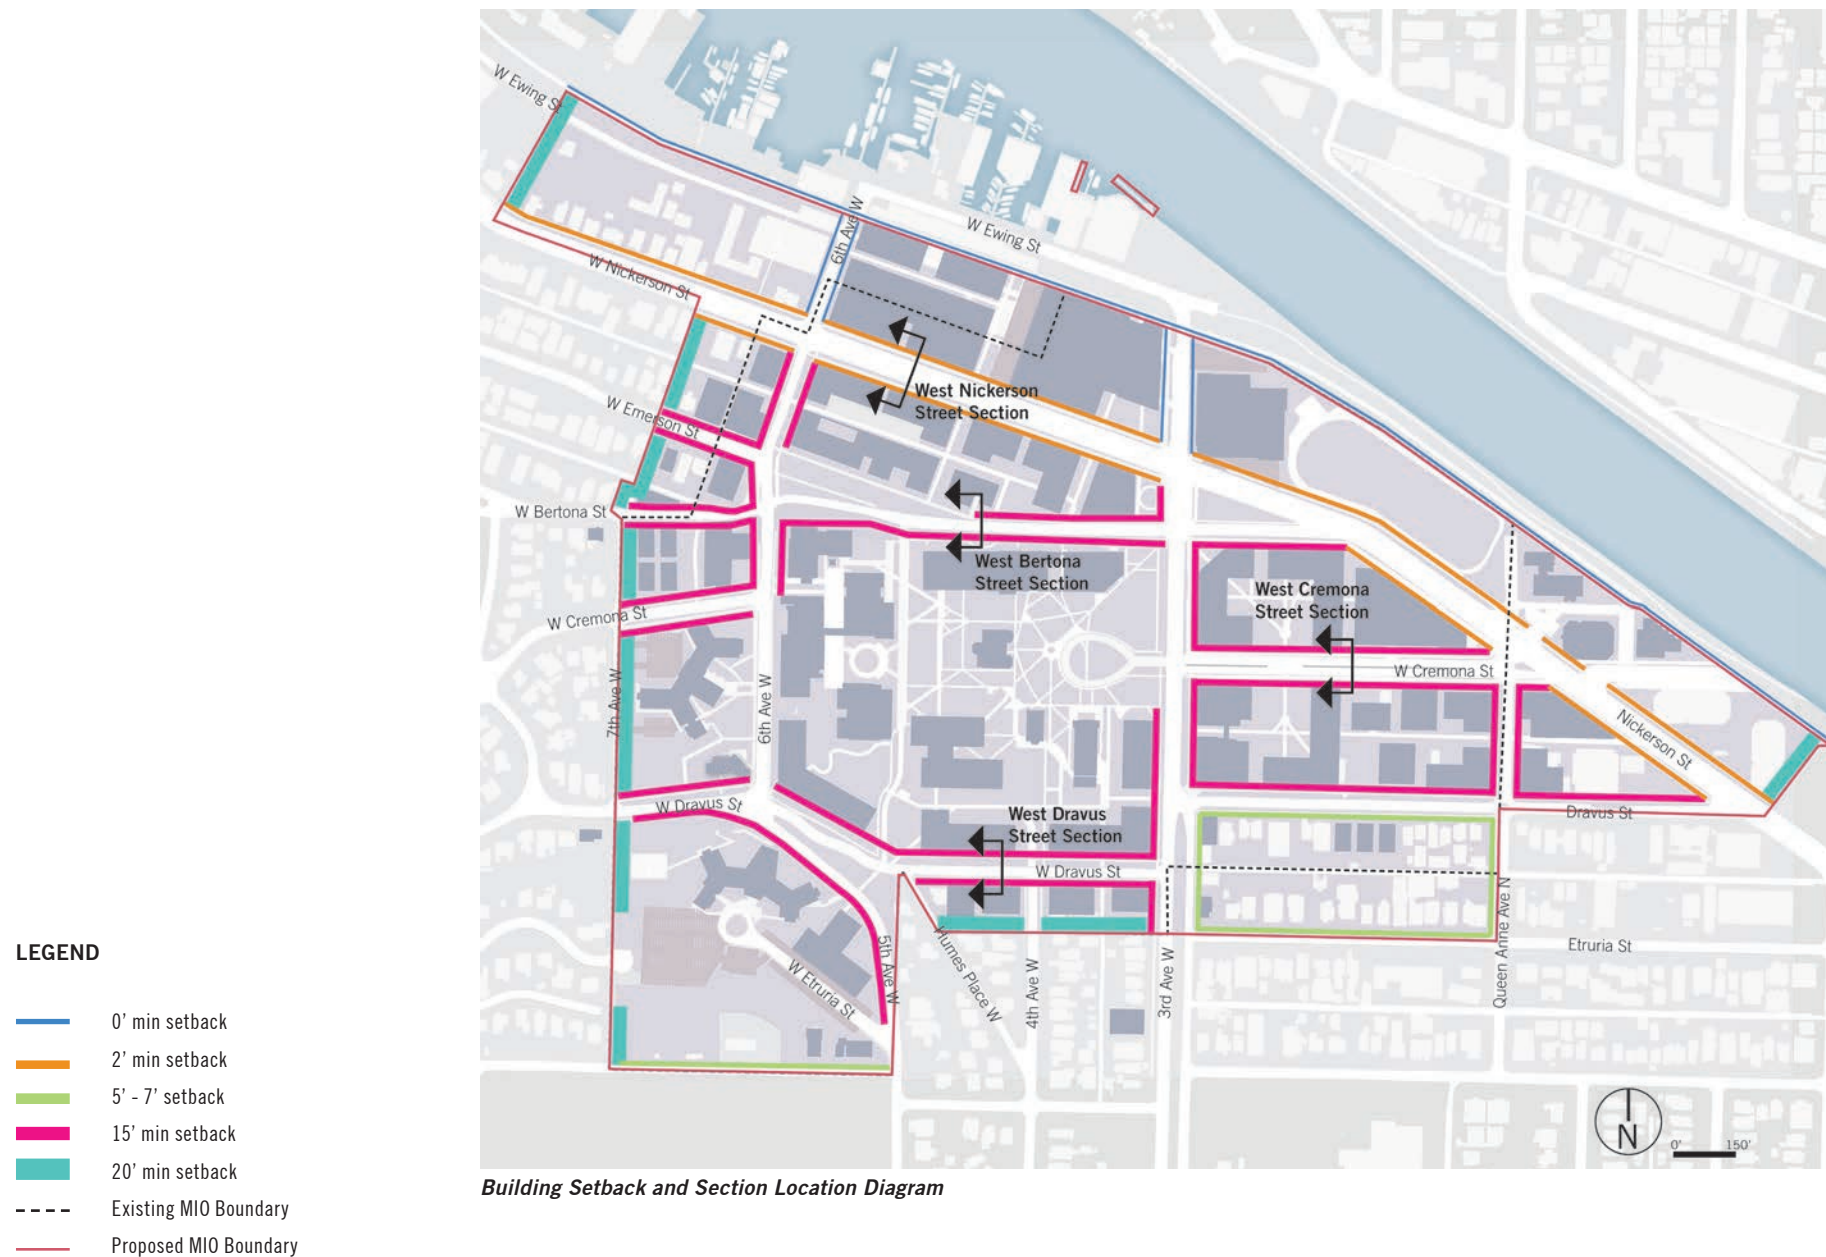 W Ewing St
6th Ave W
W Ewing St
W Nickerson St
West Nickerson
Street Section
W Emerson St
W Bertona St
West Bertona
Street Section
West Cremona
Street Section
W Cremona St
W Cremona St
7th Ave W
6th Ave W
Nickerson St
W Dravus St
West Dravus
Street Section
Dravus St
W Dravus St
5th Ave W
Humes Place W
4th Ave W
3rd Ave W
Queen Anne Ave N
Etruria St
W Etruria St
LEGEND
0' min setback
2' min setback
5' - 7' setback
15' min setback
20' min setback
Existing MIO Boundary
Proposed MIO Boundary
N
0' 150'
Building Setback and Section Location Diagram